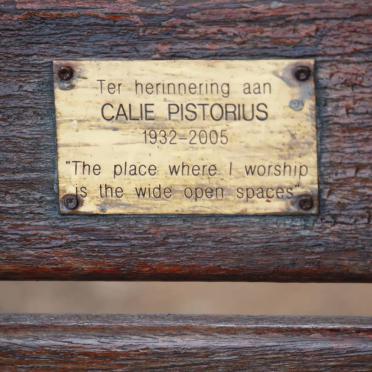 Ter herinnering aan
CALIE PISTORIUS
1932-2005
"The place where I worship
is the wide open spaces"